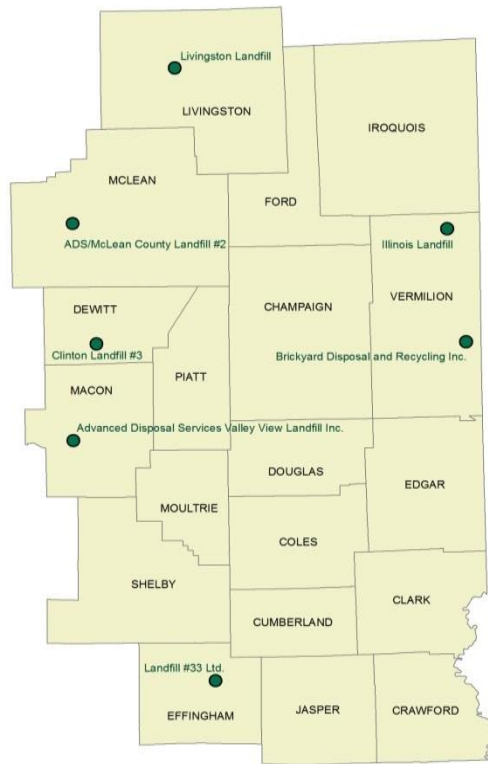 Livingston Landfill
LIVINGSTON
IROQUOIS
MCLEAN
FORD
ADS/McLean County Landfill #2
Illinois Landfill
VERMILION
DEWITT
CHAMPAIGN
Clinton Landfill #3
Brickyard Disposal and Recycling Inc.
PIATT
MACON
Advanced Disposal Services Valley View Landfill Inc.
DOUGLAS
EDGAR
MOULTRIE
COLES
SHELBY
CLARK
CUMBERLAND
Landfill #33 Ltd.
EFFINGHAM
JASPER
CRAWFORD